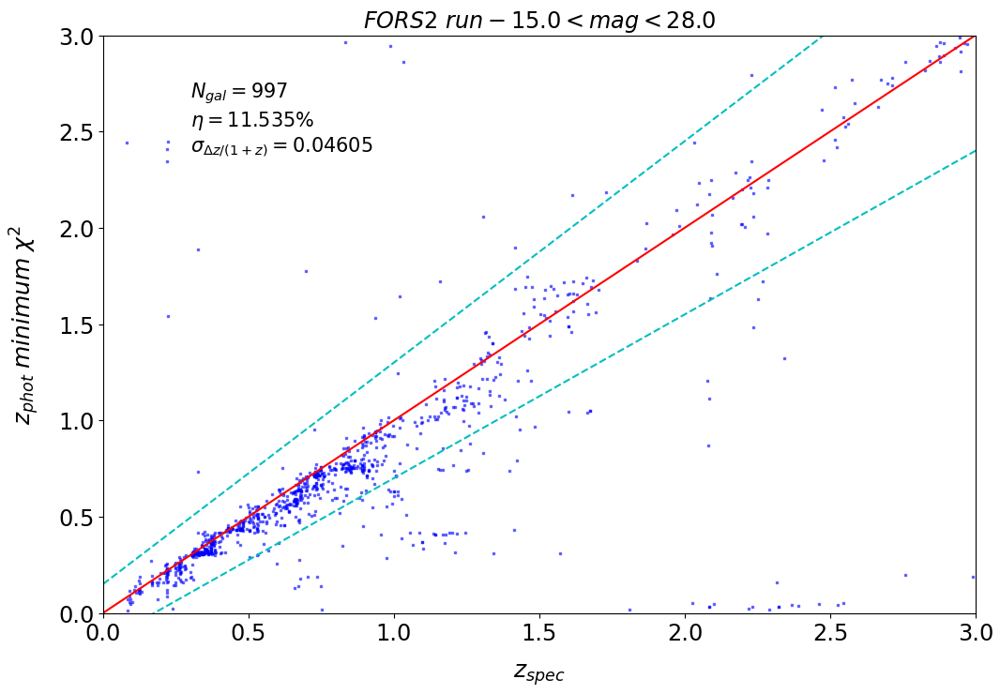 FORS2 run − 15.0 < mag < 28.0
3.0
2.5
2.0
1.5
1.0
0.5
0.0
z_phot minimum χ²
N_gal = 997
η = 11.535%
σ_Δz/(1+z) = 0.04605
0.0 0.5 1.0 1.5 2.0 2.5 3.0
z_spec